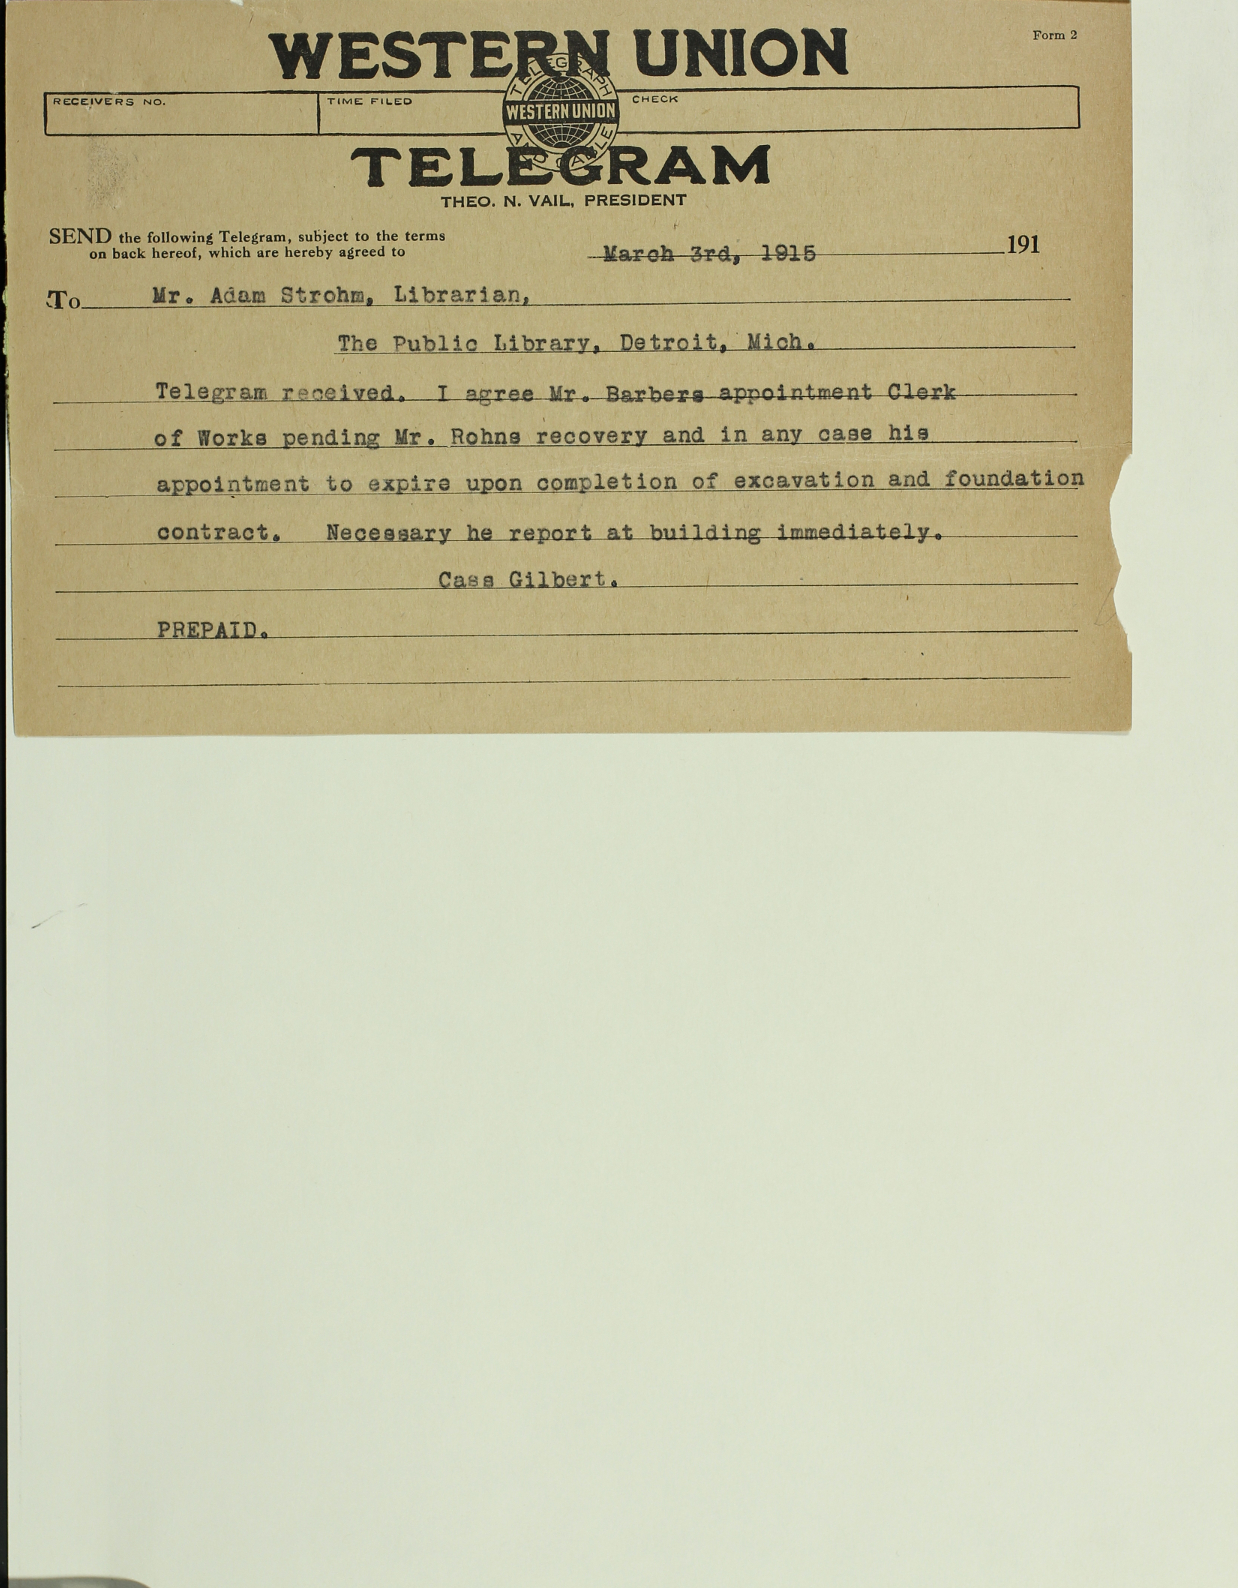 Form 2
WESTERN UNION
RECEIVERS NO. TIME FILED CHECK
TELEGRAPH AND CABLE
WESTERN UNION
TELEGRAM
THEO. N. VAIL, PRESIDENT
SEND the following Telegram, subject to the terms
on back hereof, which are hereby agreed to
March 3rd, 1915 191
To Mr. Adam Strohm, Librarian,
The Public Library, Detroit, Mich.
Telegram received. I agree Mr. Barbers appointment Clerk
of Works pending Mr. Rohns recovery and in any case his
appointment to expire upon completion of excavation and foundation
contract. Necessary he report at building immediately.
Cass Gilbert.
PREPAID.